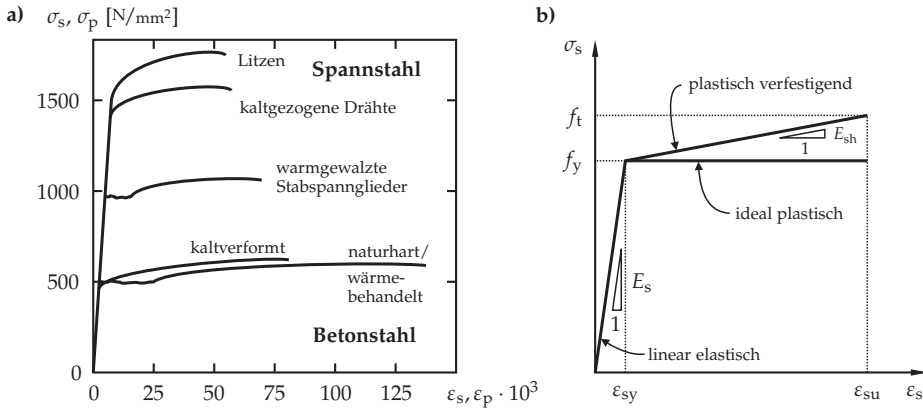 a)
σs, σp [N/mm²]
1500
1000
500
0
0
25
50
75
100
125
εs, εp · 10³
Litzen
Spannstahl
kaltgezogene Drähte
warmgewalzte
Stabspannglieder
kaltverformt
naturhart/
wärme-
behandelt
Betonstahl
b)
σs
ft
fy
plastisch verfestigend
Esh
1
ideal plastisch
Es
1
linear elastisch
εsy
εsu
εs